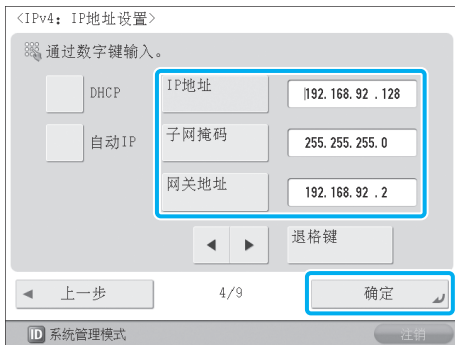 <IPv4: IP地址设置>
通过数字键输入。
DHCP
IP地址
192. 168. 92 . 128
自动IP
子网掩码
255. 255. 255. 0
网关地址
192. 168. 92 . 2
◀ ▶
退格键
◀ 上一步
4/9
确定
ID 系统管理模式
注销